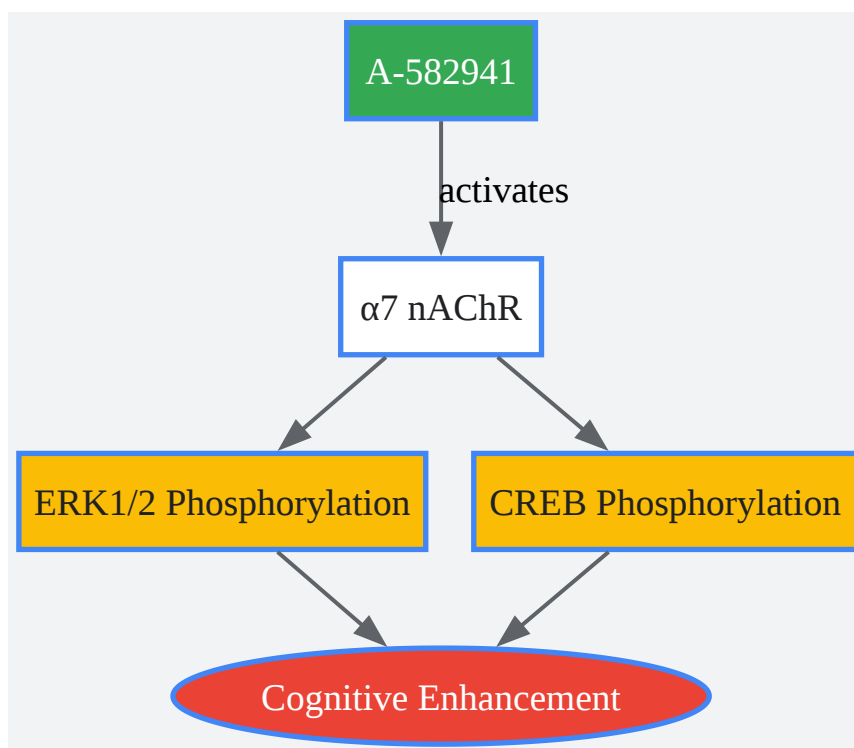 A-582941
activates
α7 nAChR
ERK1/2 Phosphorylation
CREB Phosphorylation
Cognitive Enhancement